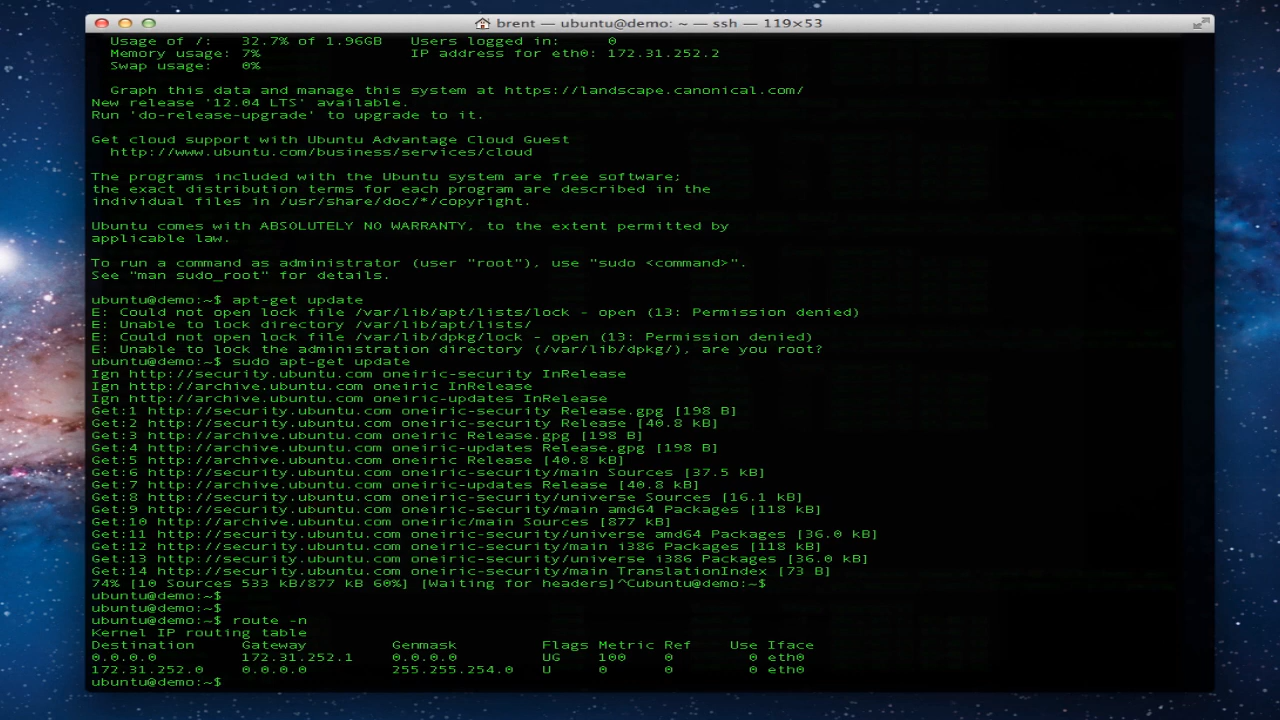 brent — ubuntu@demo: ~ — ssh — 119×53
Usage of /: 32.7% of 1.96GB Users logged in: 0
Memory usage: 7% IP address for eth0: 172.31.252.2
Swap usage: 0%
Graph this data and manage this system at https://landscape.canonical.com/
New release '12.04 LTS' available.
Run 'do-release-upgrade' to upgrade to it.
Get cloud support with Ubuntu Advantage Cloud Guest
http://www.ubuntu.com/business/services/cloud
The programs included with the Ubuntu system are free software;
the exact distribution terms for each program are described in the
individual files in /usr/share/doc/*/copyright.
Ubuntu comes with ABSOLUTELY NO WARRANTY, to the extent permitted by
applicable law.
To run a command as administrator (user "root"), use "sudo <command>".
See "man sudo_root" for details.
ubuntu@demo:~$ apt-get update
E: Could not open lock file /var/lib/apt/lists/lock - open (13: Permission denied)
E: Unable to lock directory /var/lib/apt/lists/
E: Could not open lock file /var/lib/dpkg/lock - open (13: Permission denied)
E: Unable to lock the administration directory (/var/lib/dpkg/), are you root?
ubuntu@demo:~$ sudo apt-get update
Ign http://security.ubuntu.com oneiric-security InRelease
Ign http://archive.ubuntu.com oneiric InRelease
Ign http://archive.ubuntu.com oneiric-updates InRelease
Get:1 http://security.ubuntu.com oneiric-security Release.gpg [198 B]
Get:2 http://security.ubuntu.com oneiric-security Release [40.8 kB]
Get:3 http://archive.ubuntu.com oneiric Release.gpg [198 B]
Get:4 http://archive.ubuntu.com oneiric-updates Release.gpg [198 B]
Get:5 http://archive.ubuntu.com oneiric Release [40.8 kB]
Get:6 http://security.ubuntu.com oneiric-security/main Sources [37.5 kB]
Get:7 http://archive.ubuntu.com oneiric-updates Release [40.8 kB]
Get:8 http://security.ubuntu.com oneiric-security/universe Sources [16.1 kB]
Get:9 http://security.ubuntu.com oneiric-security/main amd64 Packages [118 kB]
Get:10 http://archive.ubuntu.com oneiric/main Sources [877 kB]
Get:11 http://security.ubuntu.com oneiric-security/universe amd64 Packages [36.0 kB]
Get:12 http://security.ubuntu.com oneiric-security/main i386 Packages [118 kB]
Get:13 http://security.ubuntu.com oneiric-security/universe i386 Packages [36.0 kB]
Get:14 http://security.ubuntu.com oneiric-security/main TranslationIndex [73 B]
74% [10 Sources 533 kB/877 kB 60%] [Waiting for headers]^Cubuntu@demo:~$
ubuntu@demo:~$
ubuntu@demo:~$
ubuntu@demo:~$ route -n
Kernel IP routing table
Destination Gateway Genmask Flags Metric Ref Use Iface
0.0.0.0 172.31.252.1 0.0.0.0 UG 100 0 0 eth0
172.31.252.0 0.0.0.0 255.255.254.0 U 0 0 0 eth0
ubuntu@demo:~$